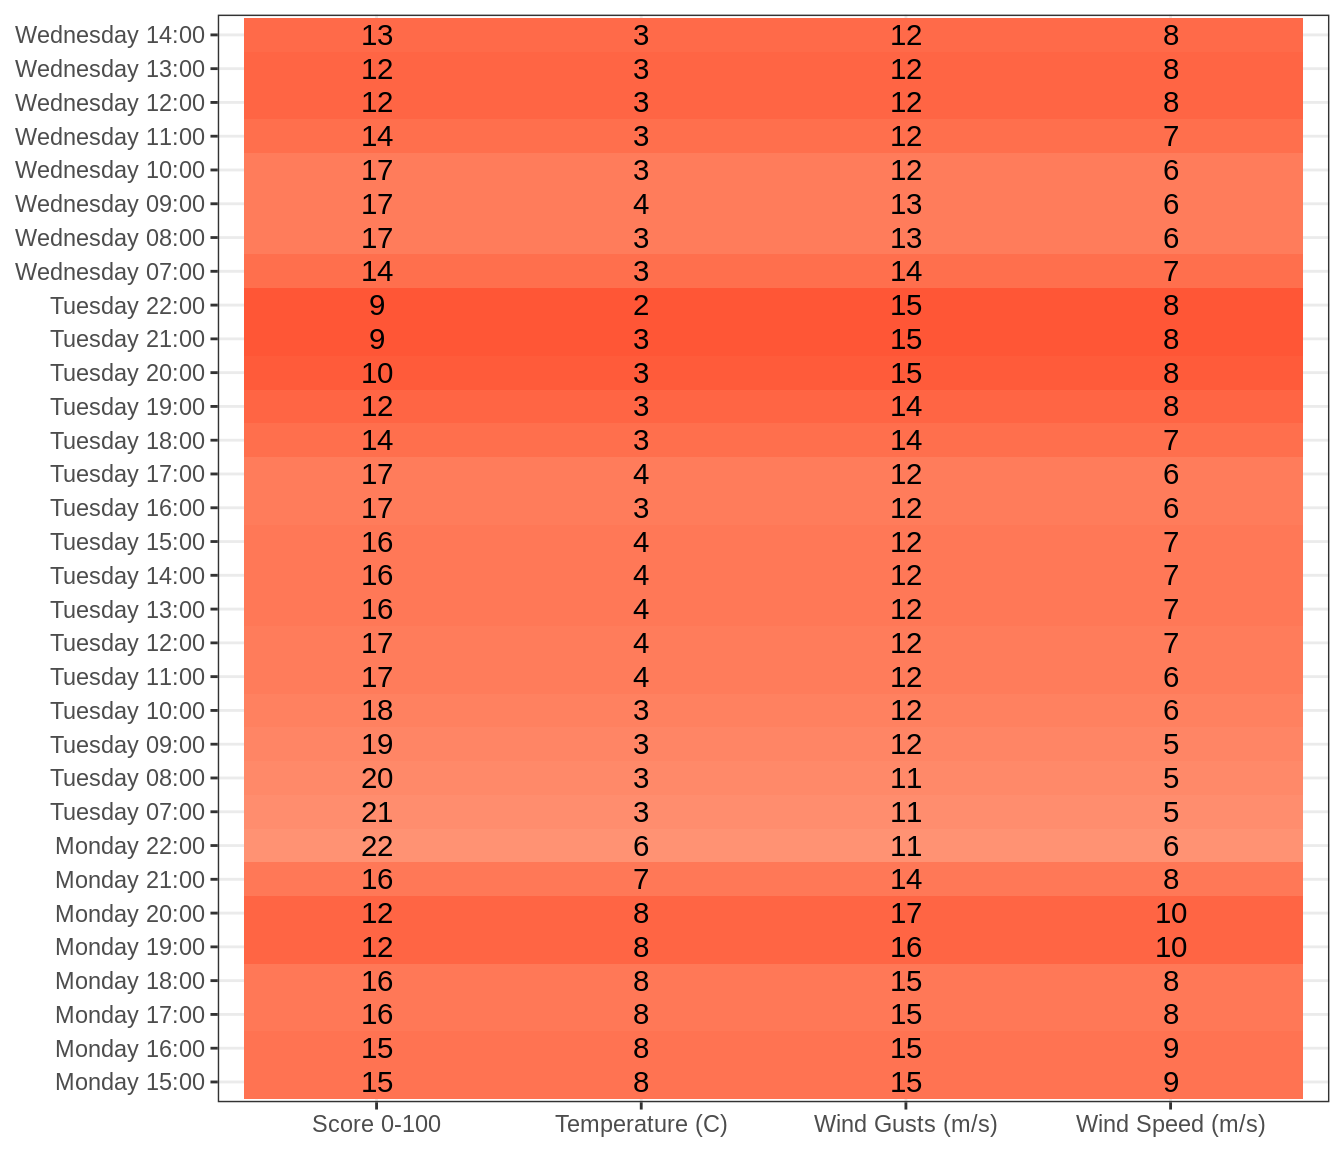 Wednesday 14:00 13 3 12 8
Wednesday 13:00 12 3 12 8
Wednesday 12:00 12 3 12 8
Wednesday 11:00 14 3 12 7
Wednesday 10:00 17 3 12 6
Wednesday 09:00 17 4 13 6
Wednesday 08:00 17 3 13 6
Wednesday 07:00 14 3 14 7
Tuesday 22:00 9 2 15 8
Tuesday 21:00 9 3 15 8
Tuesday 20:00 10 3 15 8
Tuesday 19:00 12 3 14 8
Tuesday 18:00 14 3 14 7
Tuesday 17:00 17 4 12 6
Tuesday 16:00 17 3 12 6
Tuesday 15:00 16 4 12 7
Tuesday 14:00 16 4 12 7
Tuesday 13:00 16 4 12 7
Tuesday 12:00 17 4 12 7
Tuesday 11:00 17 4 12 6
Tuesday 10:00 18 3 12 6
Tuesday 09:00 19 3 12 5
Tuesday 08:00 20 3 11 5
Tuesday 07:00 21 3 11 5
Monday 22:00 22 6 11 6
Monday 21:00 16 7 14 8
Monday 20:00 12 8 17 10
Monday 19:00 12 8 16 10
Monday 18:00 16 8 15 8
Monday 17:00 16 8 15 8
Monday 16:00 15 8 15 9
Monday 15:00 15 8 15 9
Score 0-100 Temperature (C) Wind Gusts (m/s) Wind Speed (m/s)